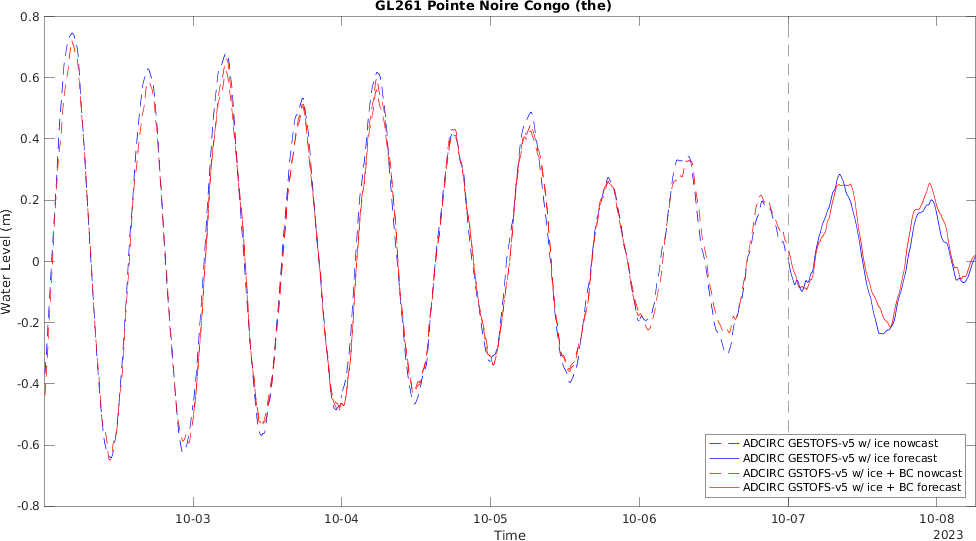 GL261 Pointe Noire Congo (the)
0.8
0.6
0.4
0.2
0
-0.2
-0.4
-0.6
-0.8
Water Level (m)
10-03
10-04
10-05
10-06
10-07
10-08
Time
2023
ADCIRC GESTOFS-v5 w/ ice nowcast
ADCIRC GESTOFS-v5 w/ ice forecast
ADCIRC GSTOFS-v5 w/ ice + BC nowcast
ADCIRC GSTOFS-v5 w/ ice + BC forecast